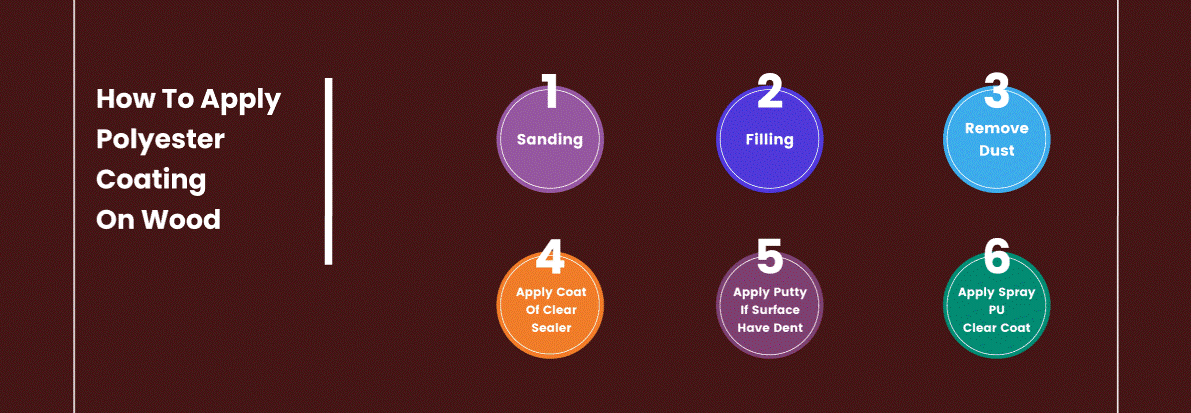 How To Apply
Polyester
Coating
On Wood
1
Sanding
2
Filling
3
Remove
Dust
4
Apply Coat
Of Clear
Sealer
5
Apply Putty
If Surface
Have Dent
6
Apply Spray
PU
Clear Coat